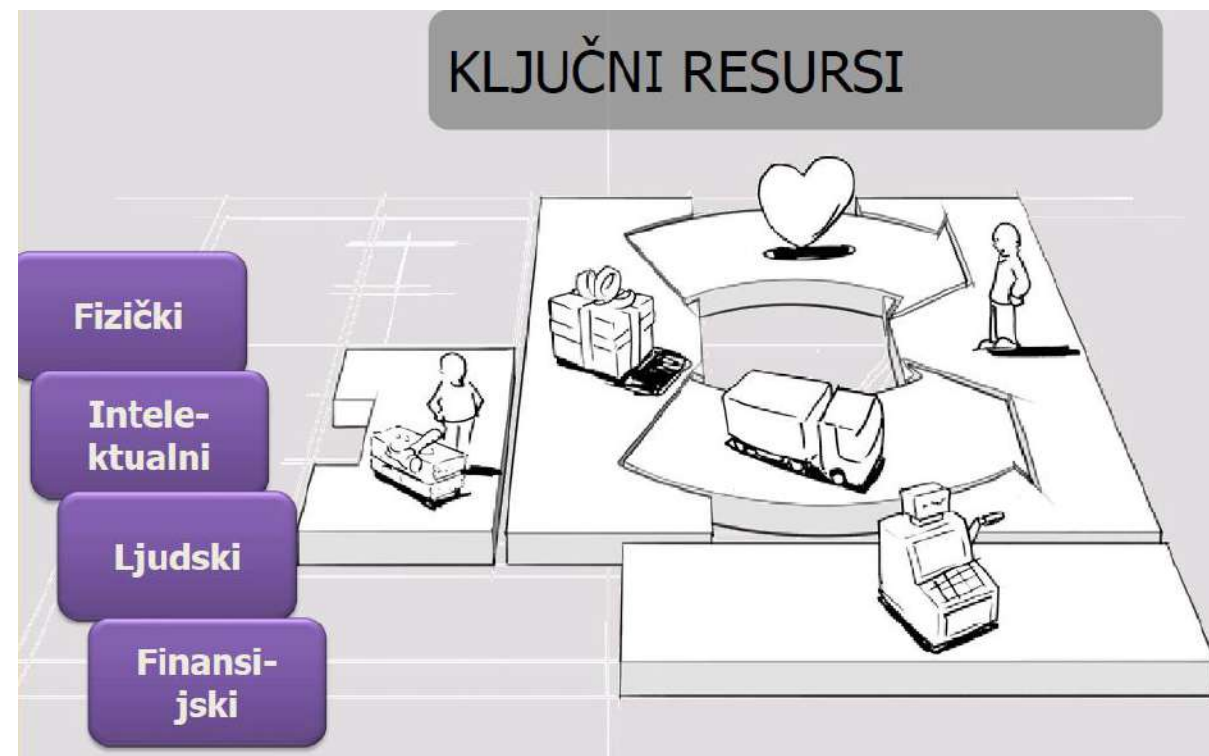 KLJUČNI RESURSI
Fizički
Intele-
ktualni
Ljudski
Finansi-
jski